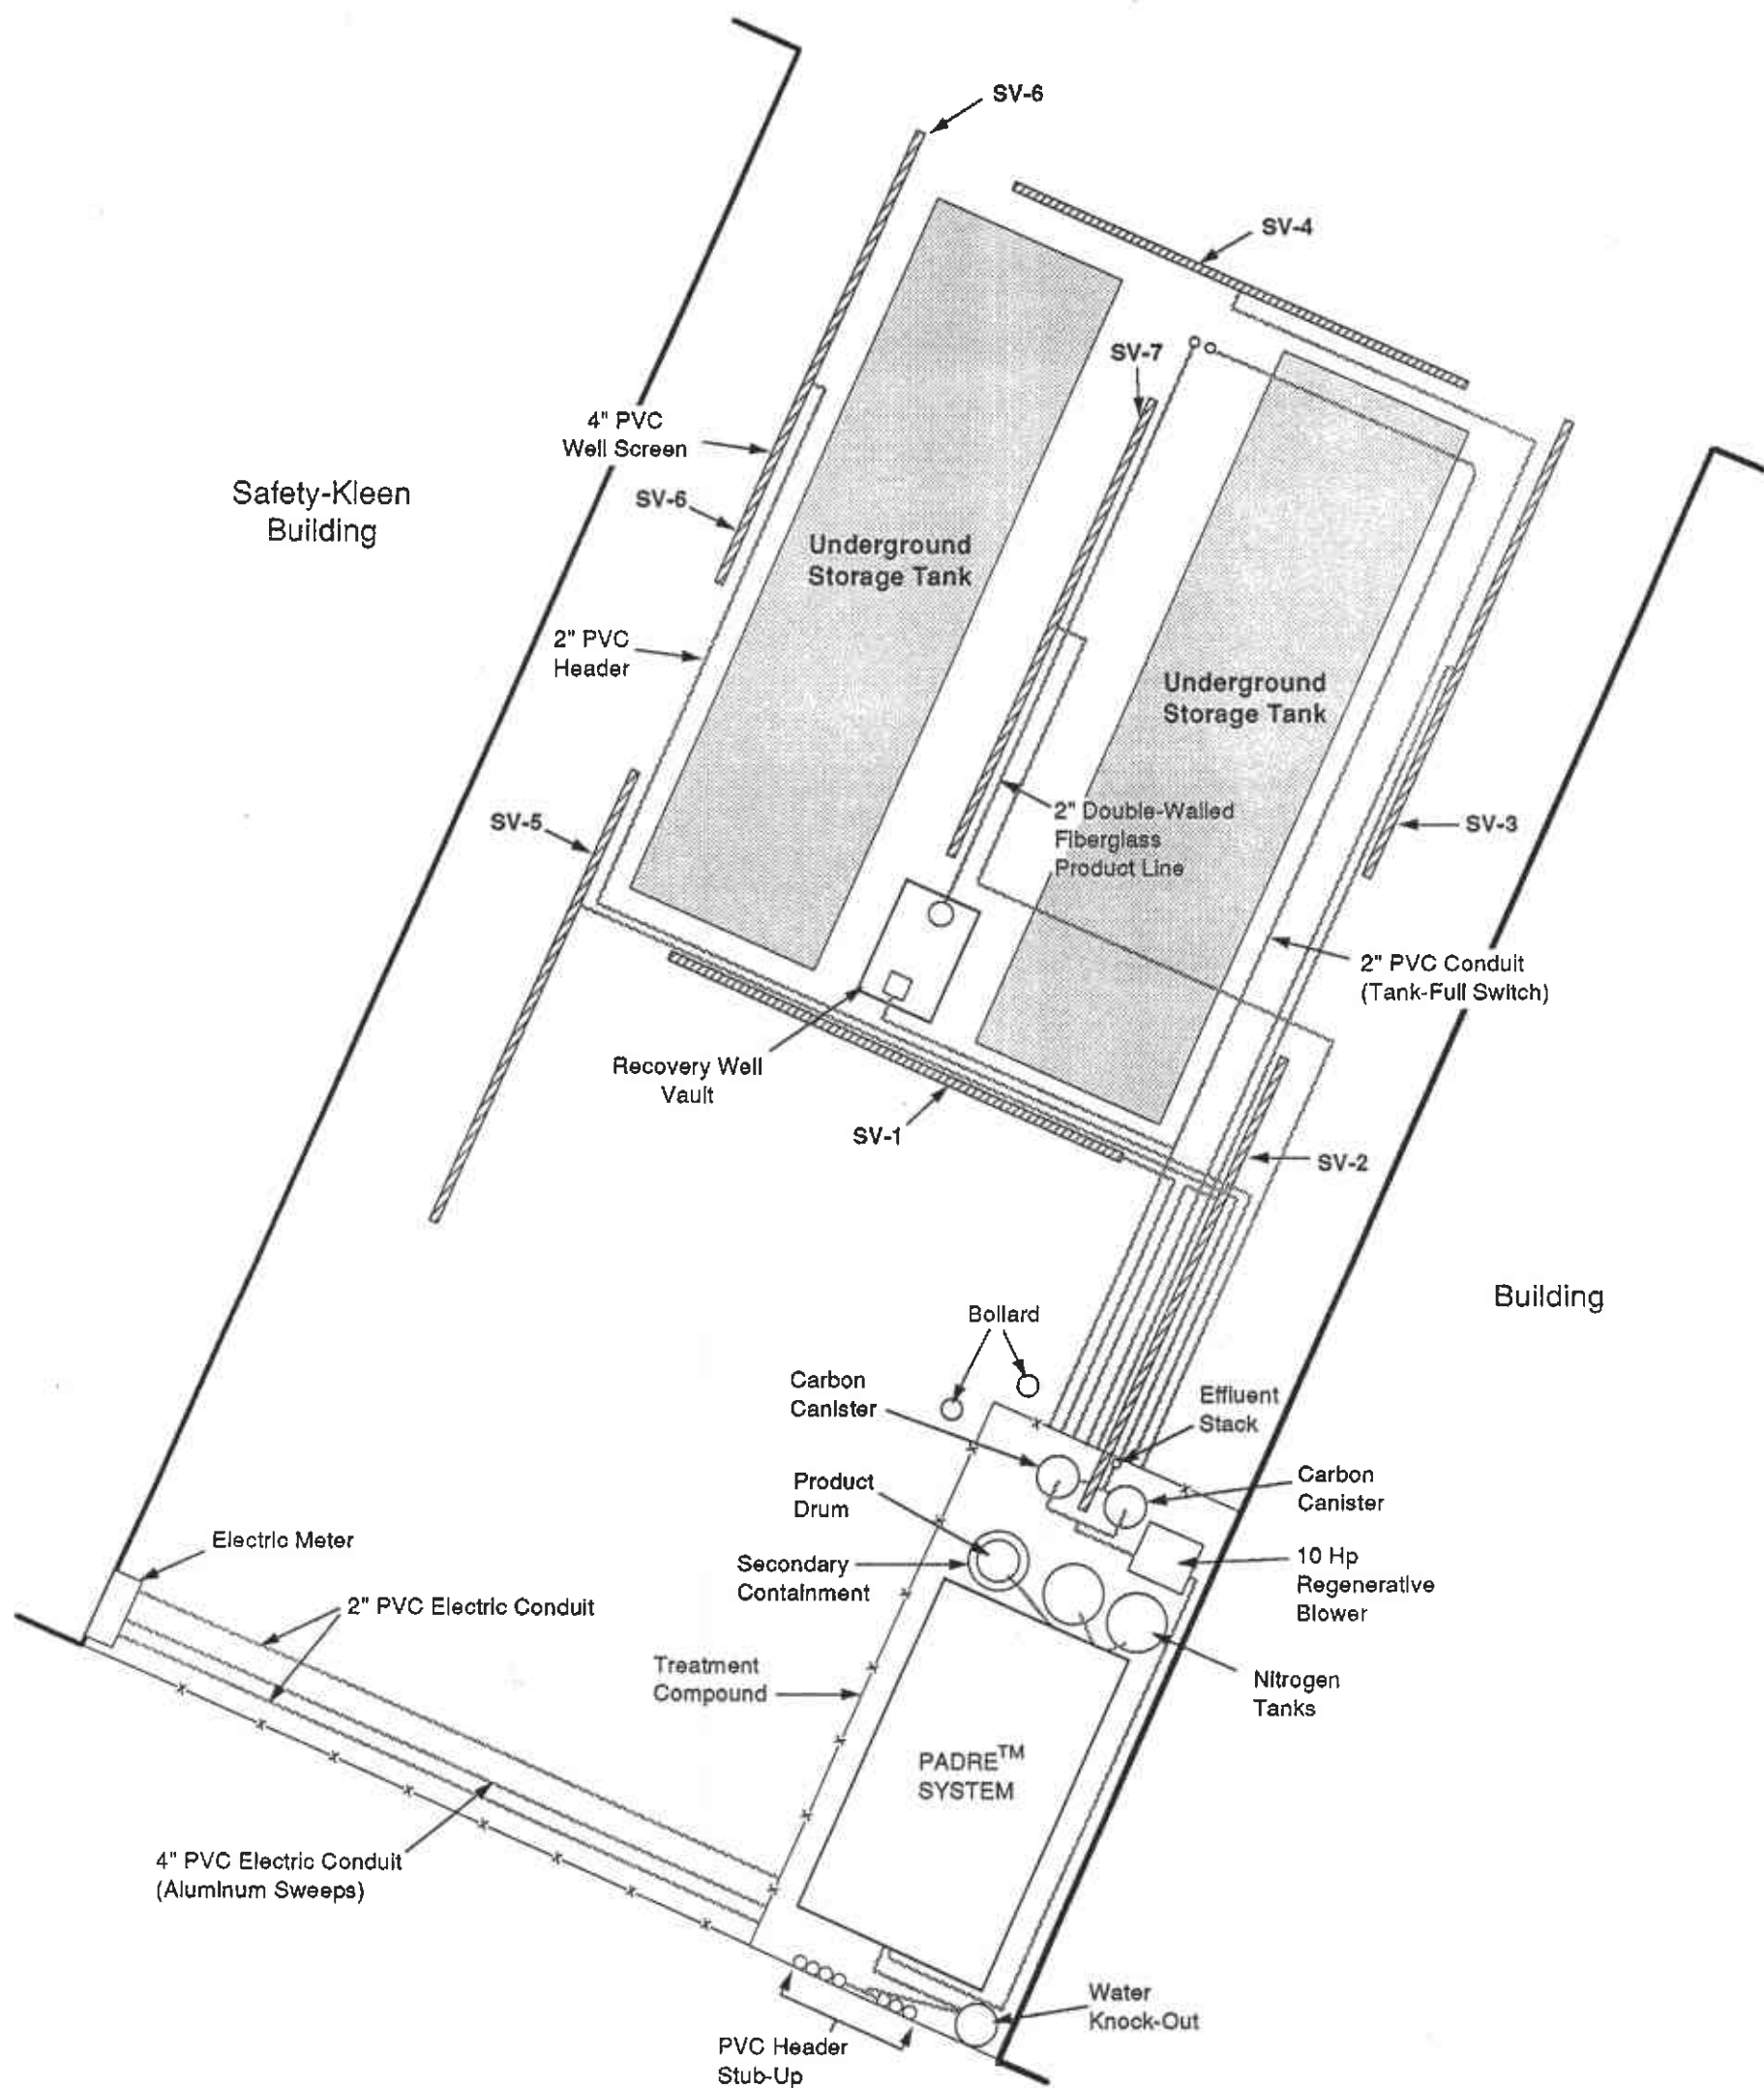 SV-6
SV-4
SV-7
4" PVC
Well Screen
Safety-Kleen
Building
SV-6
Underground
Storage Tank
2" PVC
Header
Underground
Storage Tank
2" Double-Walled
Fiberglass
Product Line
SV-5
SV-3
2" PVC Conduit
(Tank-Full Switch)
Recovery Well
Vault
SV-1
SV-2
Building
Bollard
Carbon
Canister
Effluent
Stack
Product
Drum
Carbon
Canister
Electric Meter
Secondary
Containment
10 Hp
Regenerative
Blower
2" PVC Electric Conduit
Treatment
Compound
Nitrogen
Tanks
PADRE™
SYSTEM
4" PVC Electric Conduit
(Aluminum Sweeps)
Water
Knock-Out
PVC Header
Stub-Up